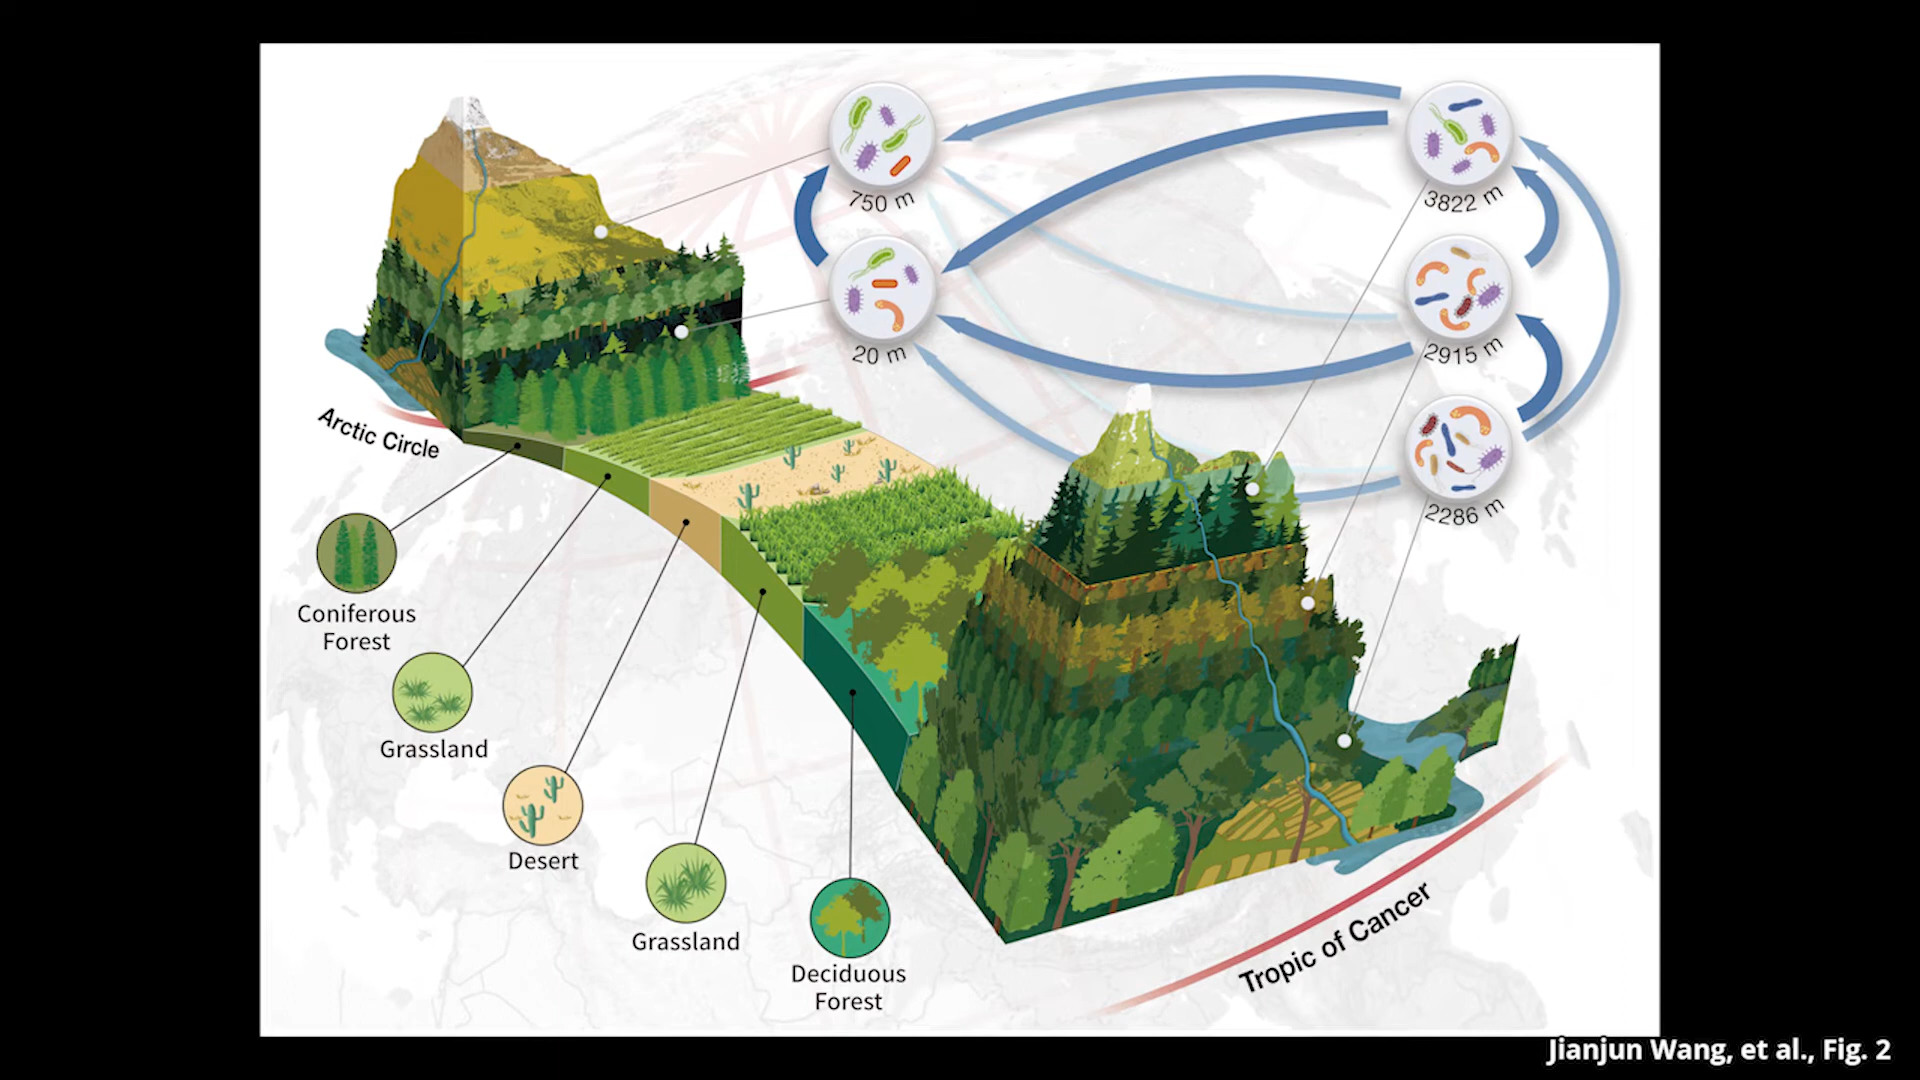 750 m
3822 m
20 m
2915 m
2286 m
Arctic Circle
Coniferous
Forest
Grassland
Desert
Grassland
Deciduous
Forest
Tropic of Cancer
Jianjun Wang, et al., Fig. 2